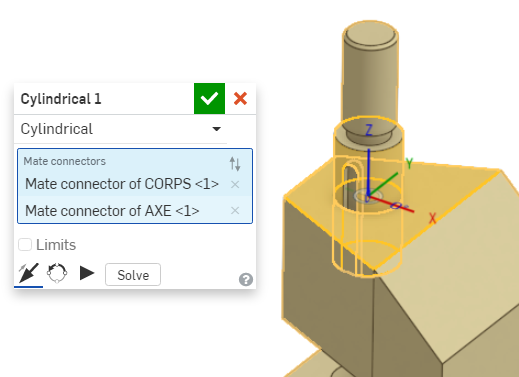 Cylindrical 1
Cylindrical
Mate connectors
Mate connector of CORPS <1>
Mate connector of AXE <1>
Limits
Solve
Z
Y
X